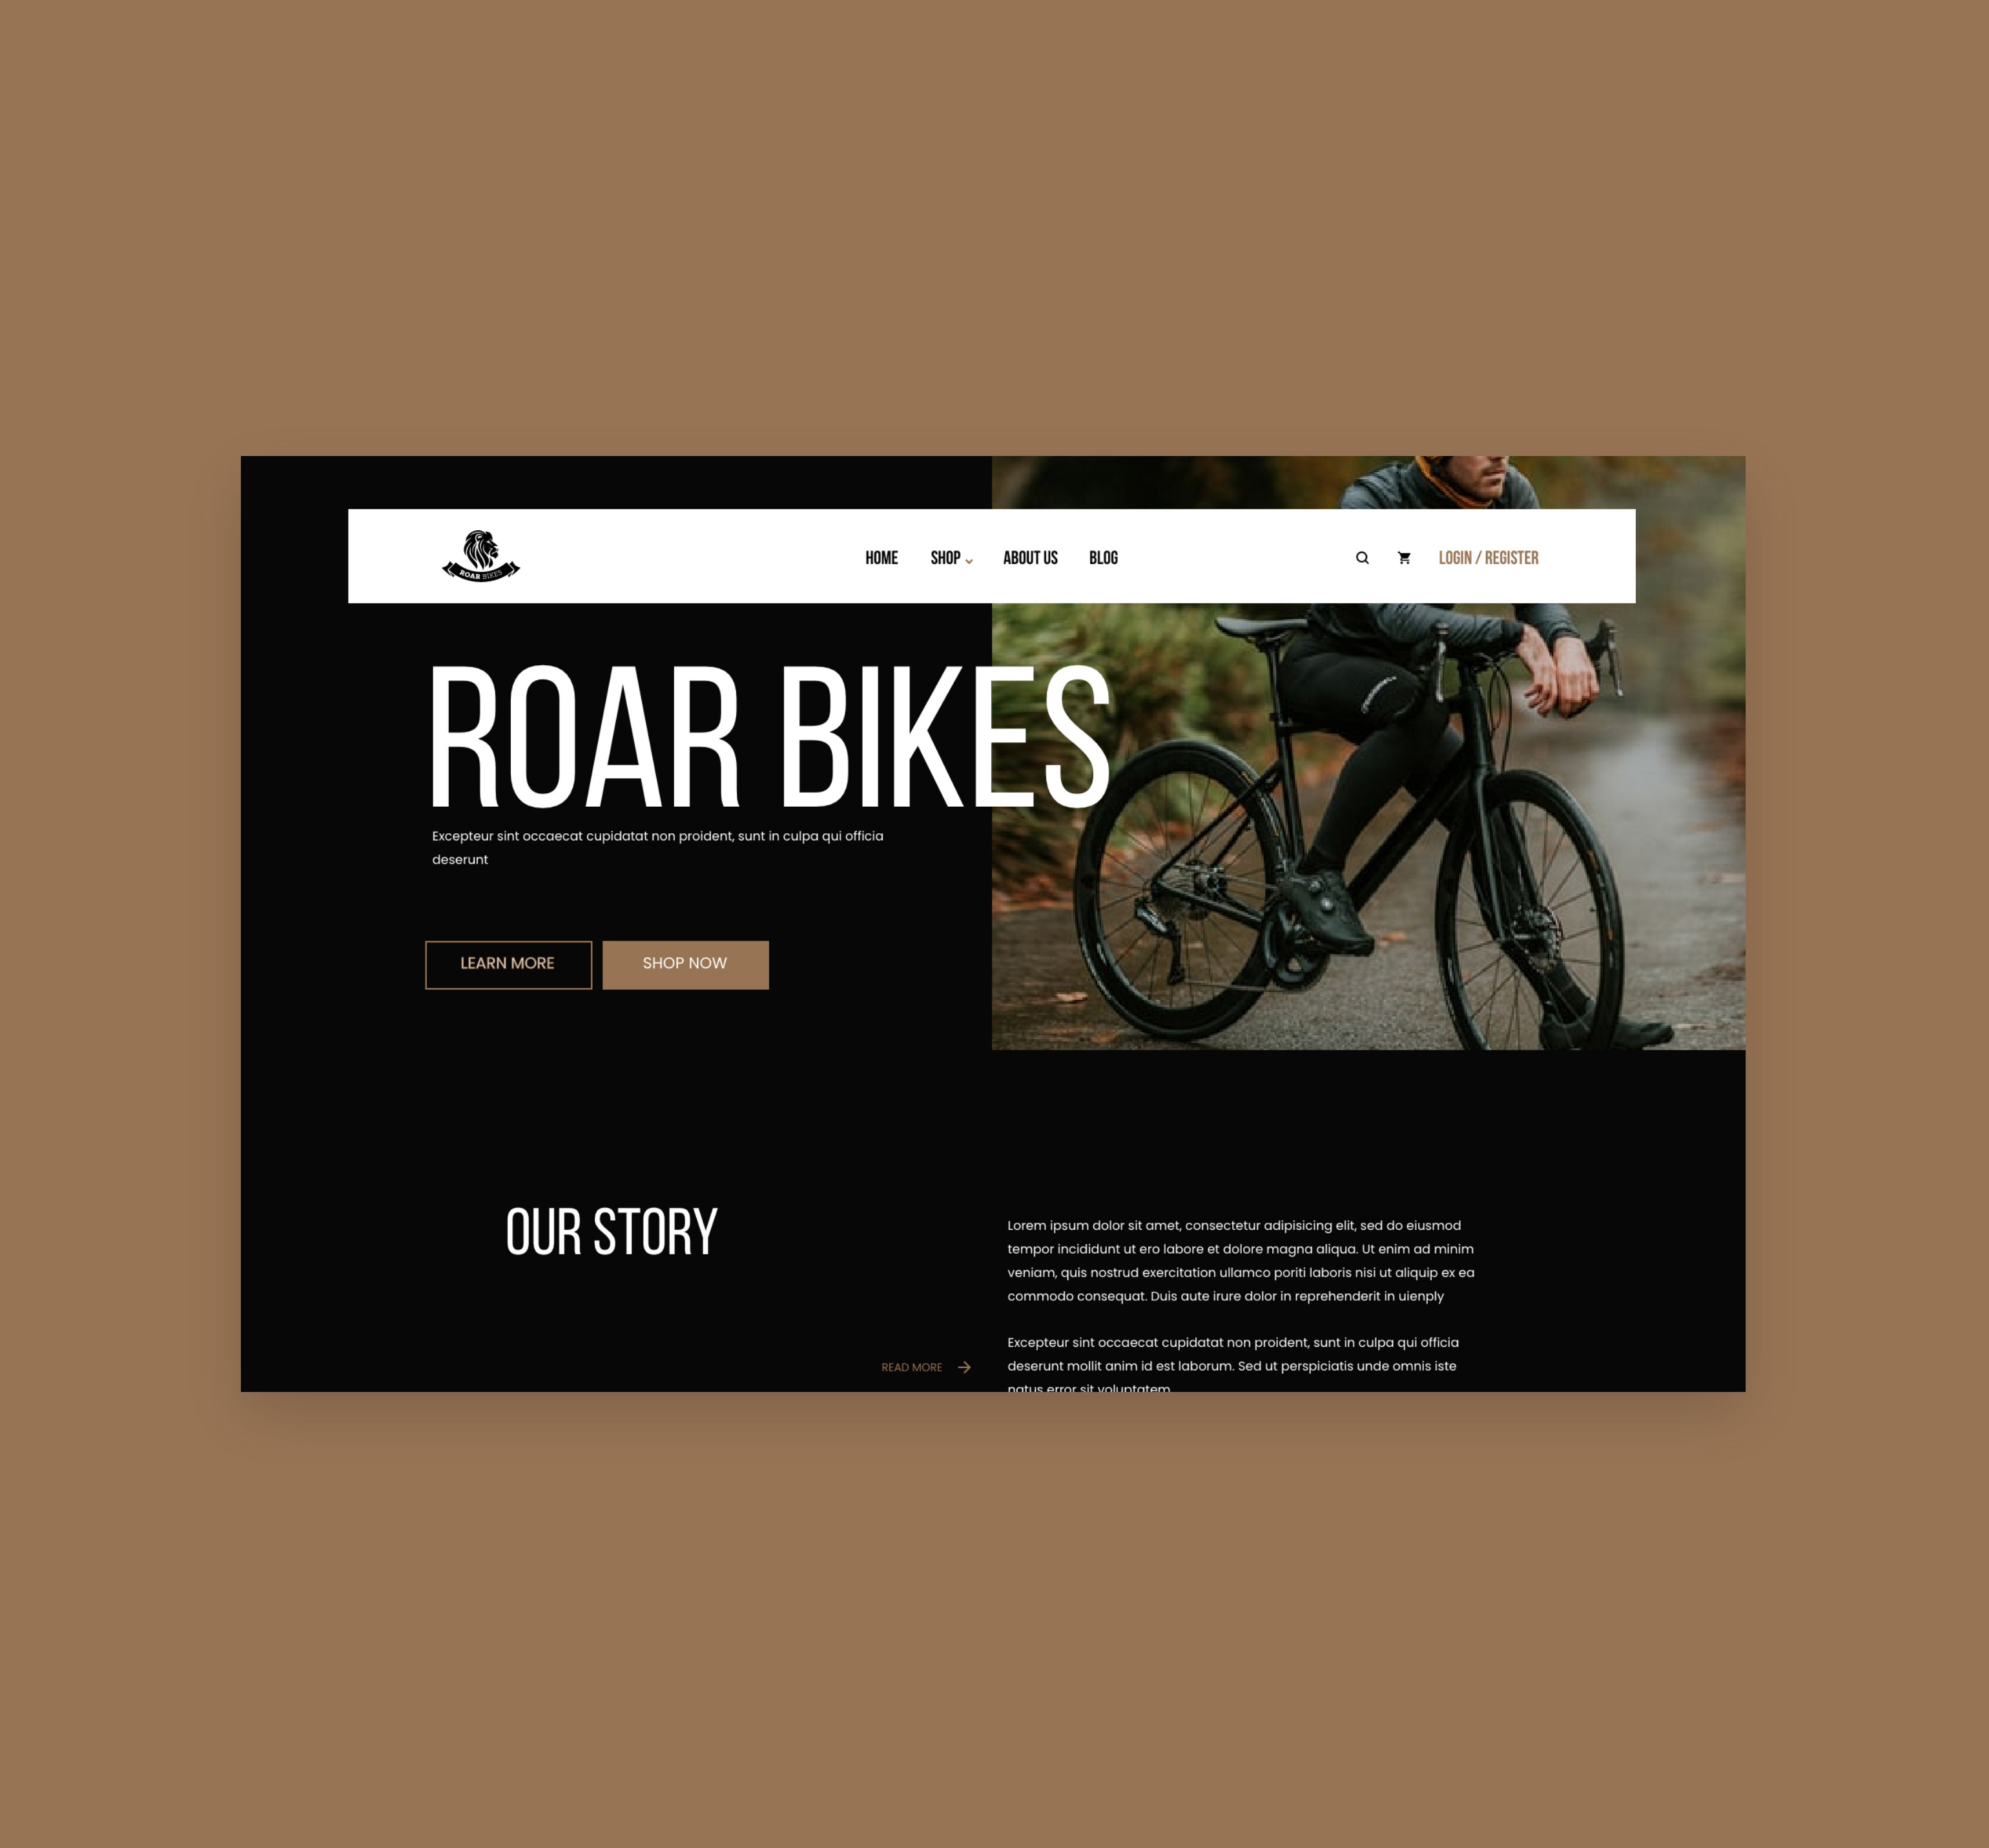 ROAR BIKES
HOME SHOP ABOUT US BLOG LOGIN / REGISTER
ROAR BIKES
Excepteur sint occaecat cupidatat non proident, sunt in culpa qui officia
deserunt
LEARN MORE SHOP NOW
OUR STORY
READ MORE
Lorem ipsum dolor sit amet, consectetur adipisicing elit, sed do eiusmod
tempor incididunt ut ero labore et dolore magna aliqua. Ut enim ad minim
veniam, quis nostrud exercitation ullamco poriti laboris nisi ut aliquip ex ea
commodo consequat. Duis aute irure dolor in reprehenderit in uienply
Excepteur sint occaecat cupidatat non proident, sunt in culpa qui officia
deserunt mollit anim id est laborum. Sed ut perspiciatis unde omnis iste
natus error sit voluptatem